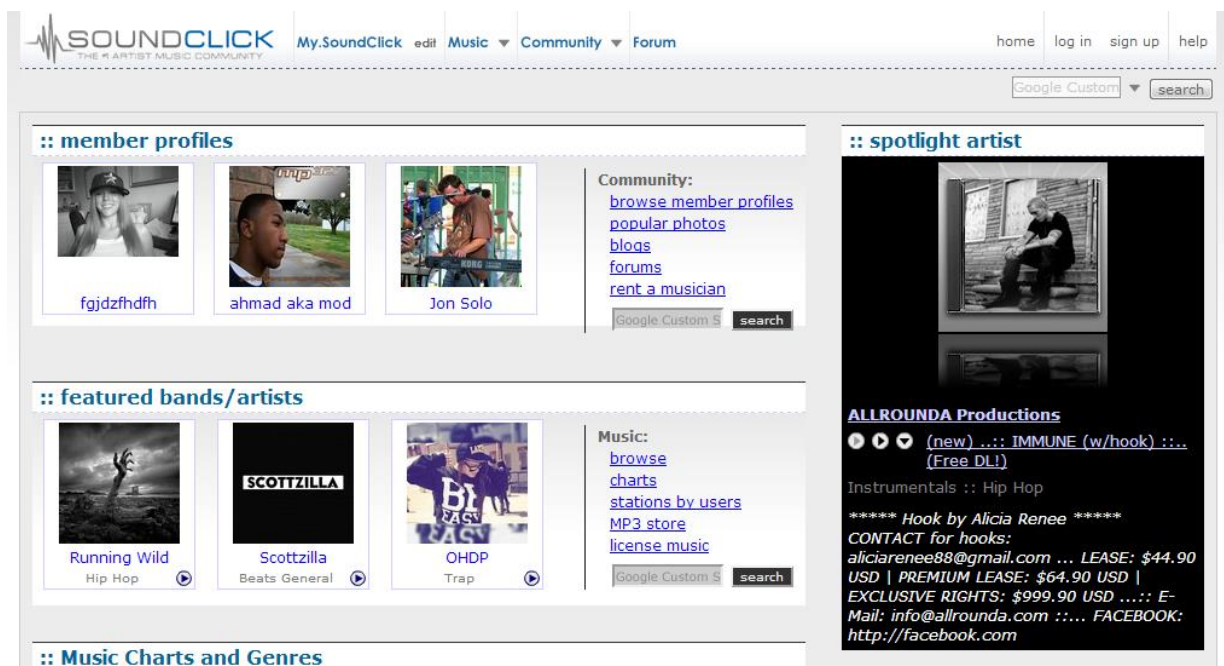 SOUNDCLICK
THE #1 ARTIST MUSIC COMMUNITY
My.SoundClick edit Music Community Forum
home log in sign up help
Google Custom search
:: member profiles
mp3
fgjdzfhdfh
ahmad aka mod
KORG
Jon Solo
Community:
browse member profiles
popular photos
blogs
forums
rent a musician
Google Custom S search
:: featured bands/artists
Running Wild
Hip Hop
SCOTTZILLA
Scottzilla
Beats General
EASY
OHDP
Trap
Music:
browse
charts
stations by users
MP3 store
license music
Google Custom S search
:: Music Charts and Genres
:: spotlight artist
ALLROUNDA Productions
(new) ..:: IMMUNE (w/hook) ::..
(Free DL!)
Instrumentals :: Hip Hop
***** Hook by Alicia Renee *****
CONTACT for hooks:
aliciarenee88@gmail.com ... LEASE: $44.90
USD | PREMIUM LEASE: $64.90 USD |
EXCLUSIVE RIGHTS: $999.90 USD ...:: E-
Mail: info@allrounda.com ::... FACEBOOK:
http://facebook.com